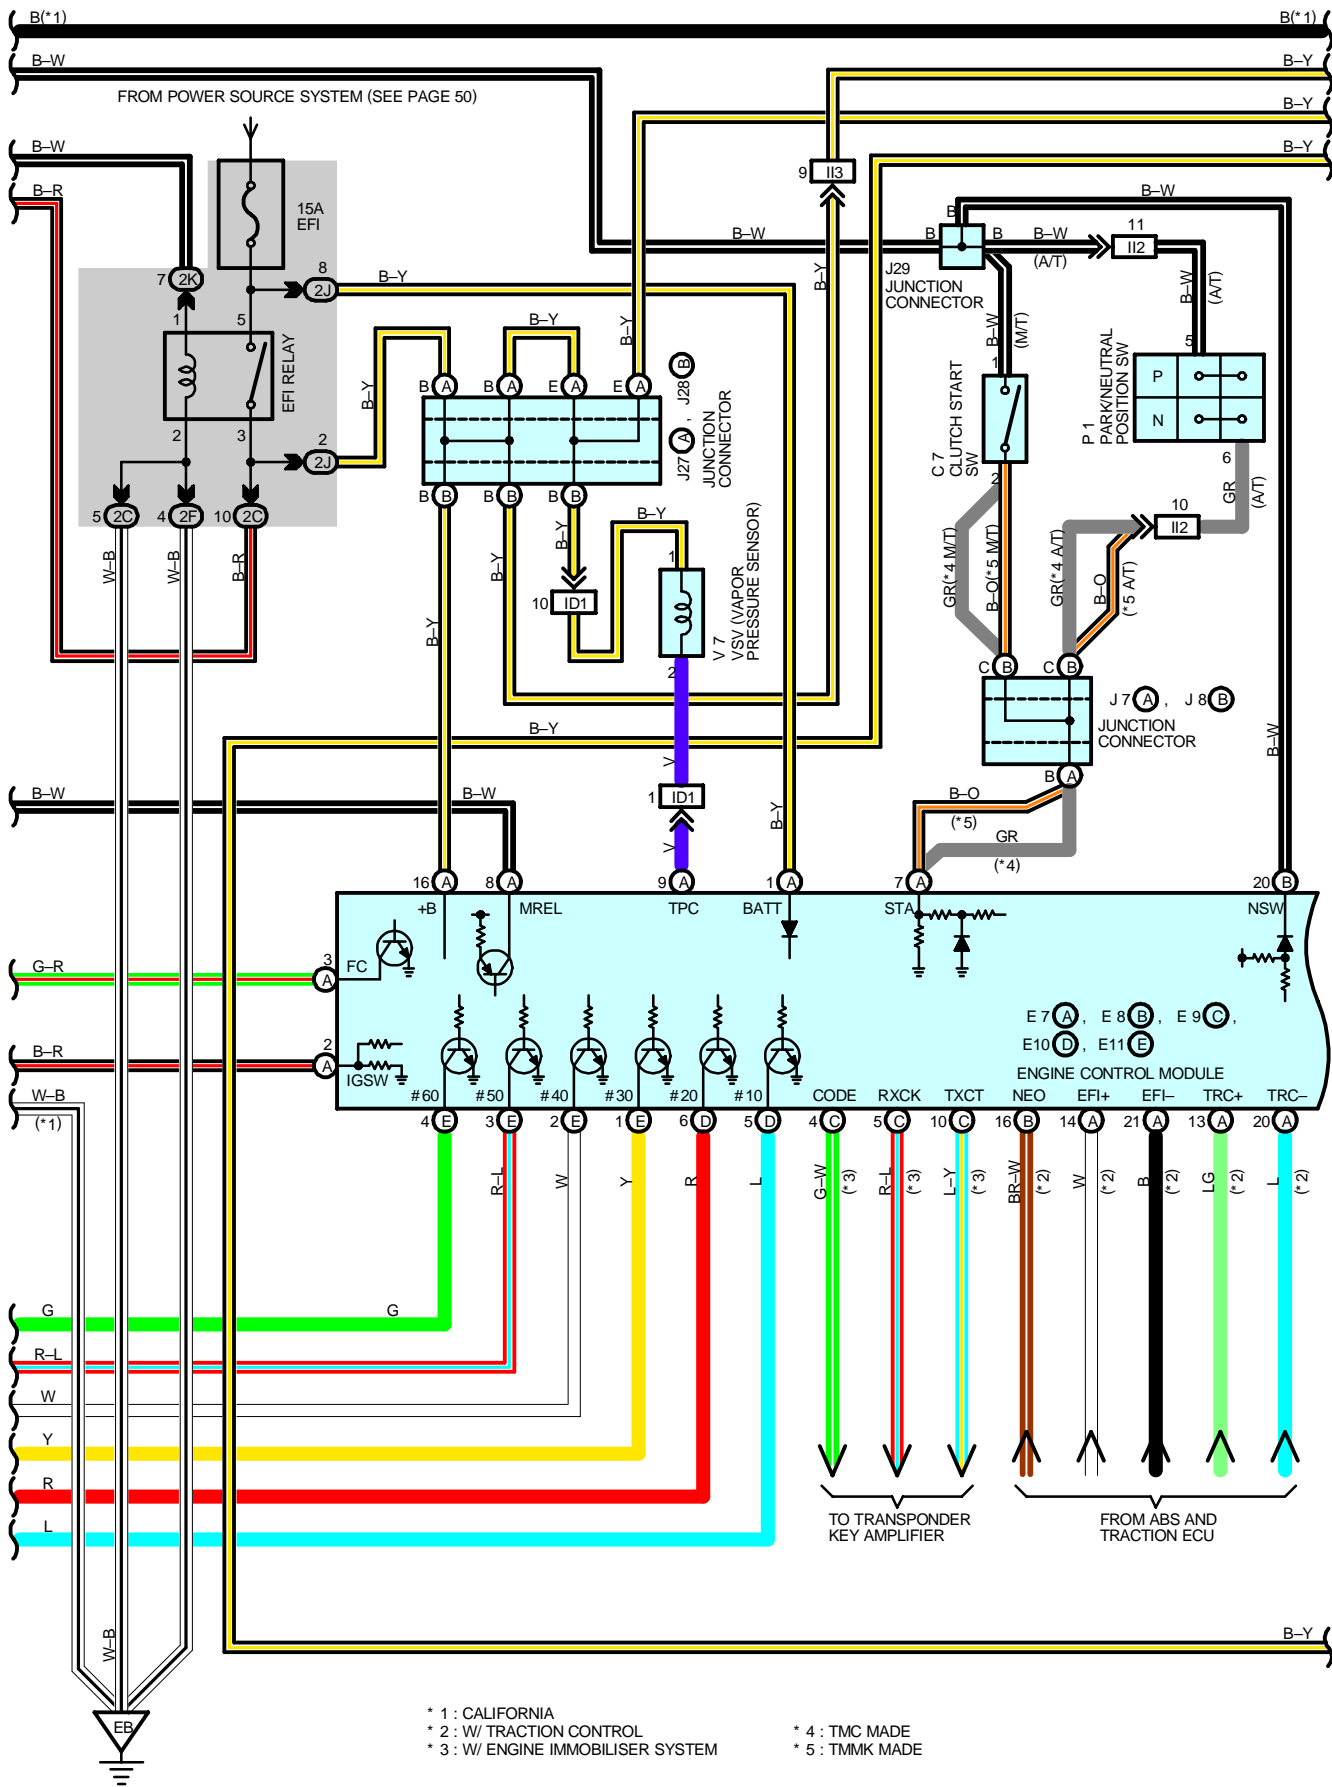 B(*1)
B(*1)
B–W
B–Y
FROM POWER SOURCE SYSTEM (SEE PAGE 50)
B–Y
B–W
B–Y
9 II3
B–R
B–W
15A
EFI
B
11
B–W
B
B
B–W
II2
(A/T)
7 2K
8
2J
B–Y
B–Y
J29
JUNCTION
CONNECTOR
B–W
(A/T)
1
5
B–Y
B–Y
B–W
(M/T)
5
EFI RELAY
B–Y
B A
B A
E A
E A
J27 A , J28 B
JUNCTION
CONNECTOR
1
C 7
CLUTCH START
SW
P
N
P 1
PARK/NEUTRAL
POSITION SW
2
3
2
2J
6
2
GR
(A/T)
B B
B B
B B
5 2C
4 2F
10 2C
B–Y
10
II2
W–B
W–B
B–R
B–Y
B–Y
1
GR(*4 M/T)
B–O(*5 M/T)
GR(*4 A/T)
B–O
(*5 A/T)
10 ID1
V 7
VSV (VAPOR
PRESSURE SENSOR)
B–Y
2
C B
C B
J 7 A , J 8 B
JUNCTION
CONNECTOR
B–Y
B–W
V
B A
B–W
B–W
1 ID1
B–Y
B–O
(*5)
V
GR
(*4)
16 A
8 A
9 A
1 A
7 A
20 B
+B
MREL
TPC
BATT
STA
NSW
G–R
3
A
FC
E 7 A , E 8 B , E 9 C ,
E10 D , E11 E
B–R
2
A
IGSW
ENGINE CONTROL MODULE
W–B
(*1)
#60
#50
#40
#30
#20
#10
CODE
RXCK
TXCT
NEO
EFI+
EFI–
TRC+
TRC–
4 E
3 E
2 E
1 E
6 D
5 D
4 C
5 C
10 C
16 B
14 A
21 A
13 A
20 A
R–L
W
Y
R
L
G–W
(*3)
R–L
(*3)
L–Y
(*3)
BR–W
(*2)
W
(*2)
B
(*2)
LG
(*2)
L
(*2)
G
G
R–L
W
Y
R
L
TO TRANSPONDER
KEY AMPLIFIER
FROM ABS AND
TRACTION ECU
W–B
B–Y
EB
* 1 : CALIFORNIA
* 2 : W/ TRACTION CONTROL
* 3 : W/ ENGINE IMMOBILISER SYSTEM
* 4 : TMC MADE
* 5 : TMMK MADE